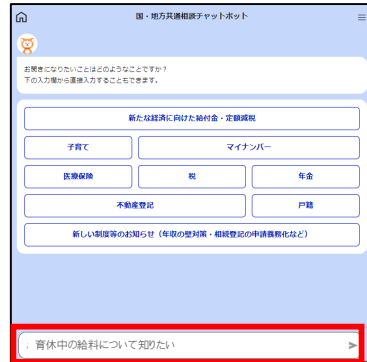 国・地方共通相談チャットボット
お聞きになりたいことはどのようなことですか？
下の入力欄から直接入力することもできます。
新たな経済に向けた給付金・定額減税
子育て
マイナンバー
医療保険
税
年金
不動産登記
戸籍
新しい制度等のお知らせ（年収の壁対策・相続登記の申請義務化など）
育休中の給料について知りたい